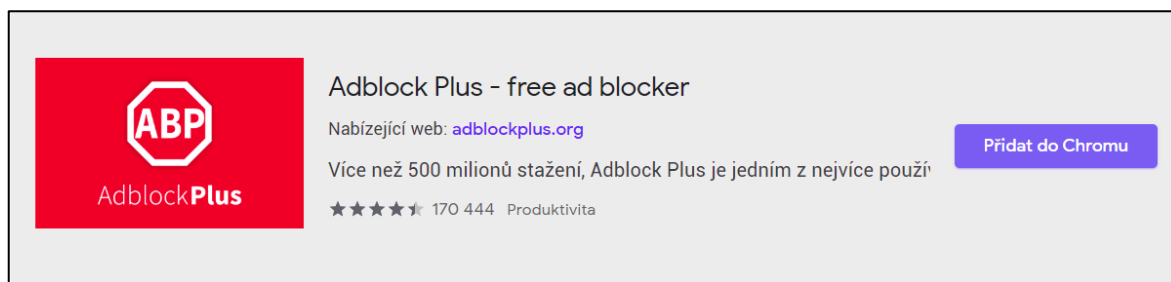 ABP
AdblockPlus
Adblock Plus - free ad blocker
Nabízející web: adblockplus.org
Více než 500 milionů stažení, Adblock Plus je jedním z nejvíce použív
170 444 Produktivita
Přidat do Chromu